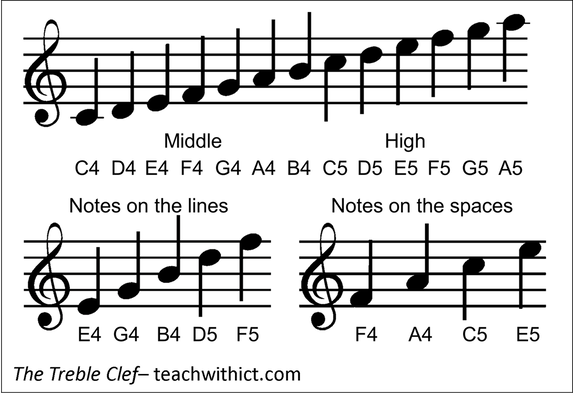 Middle High
C4 D4 E4 F4 G4 A4 B4 C5 D5 E5 F5 G5 A5
Notes on the lines
E4 G4 B4 D5 F5
Notes on the spaces
F4 A4 C5 E5
The Treble Clef– teachwithict.com